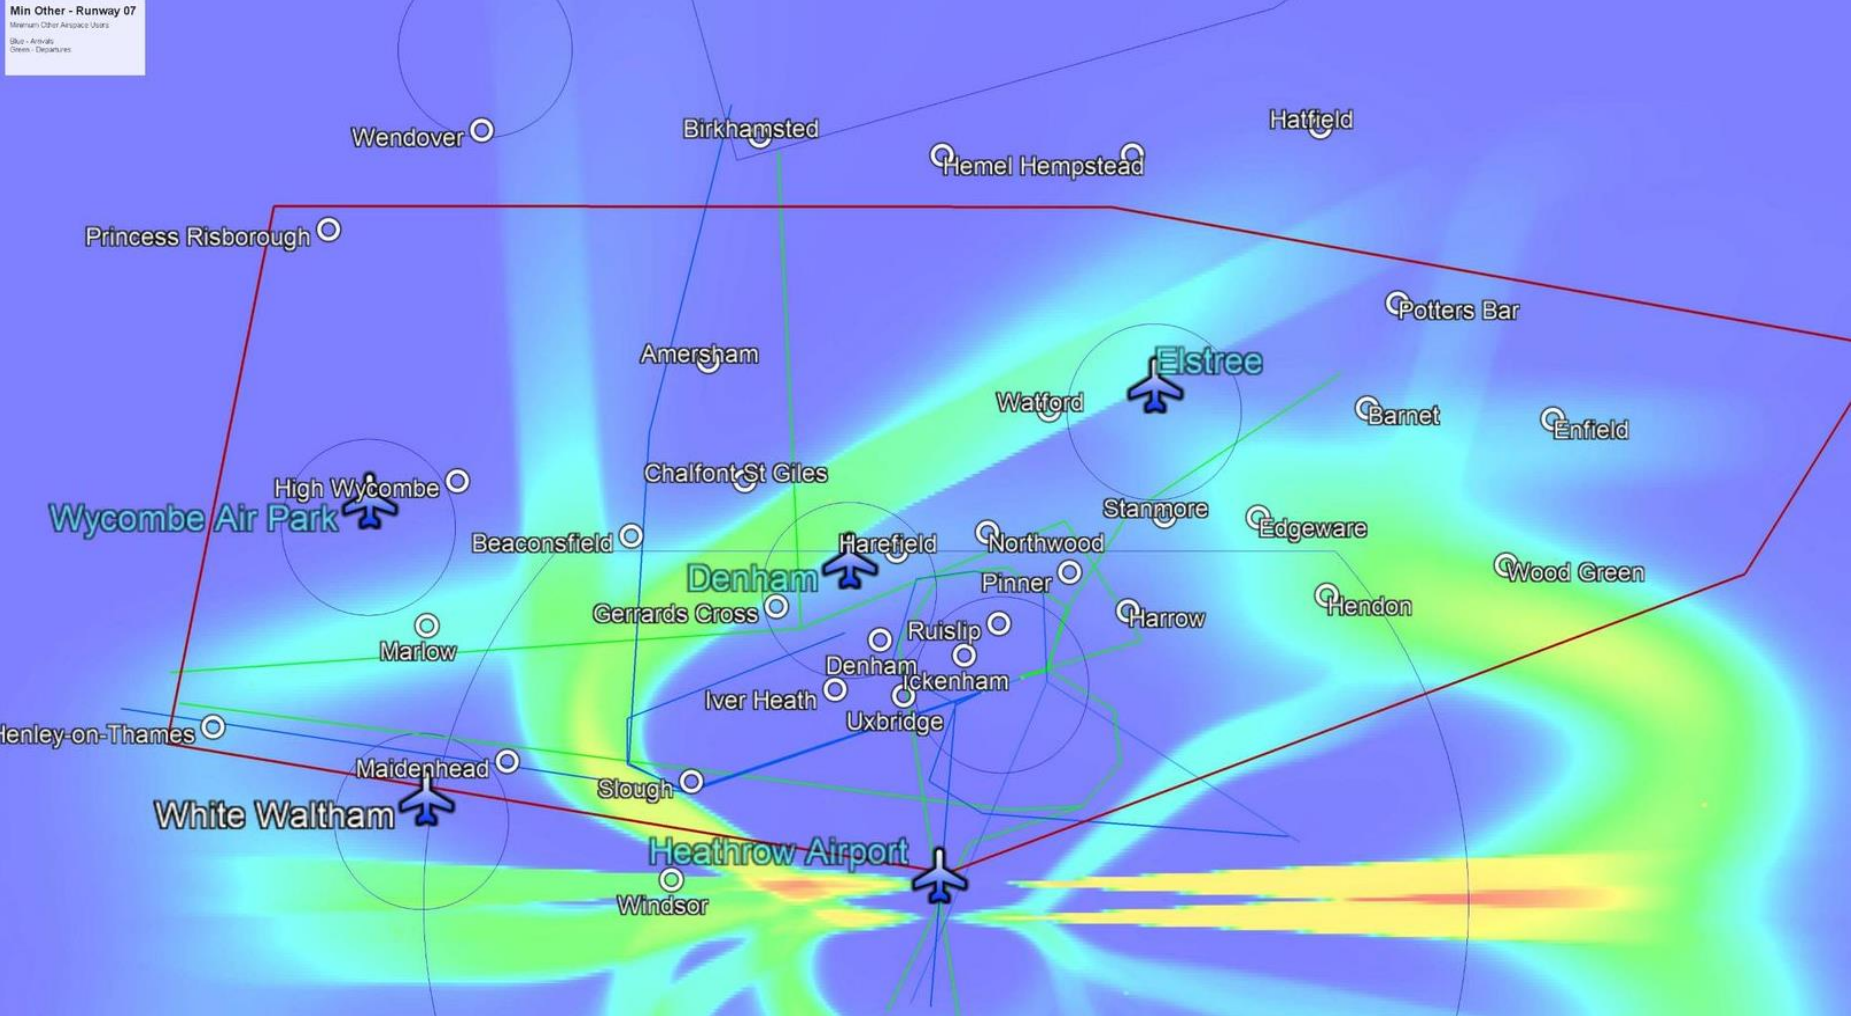 Min Other - Runway 07
Minimum Other Airspace Users
Blue - Arrivals
Green - Departures
Wendover
Birkhamsted
Hemel Hempstead
Hatfield
Princess Risborough
Potters Bar
Amersham
Elstree
Watford
Barnet
Enfield
Chalfont St Giles
High Wycombe
Wycombe Air Park
Stanmore
Edgeware
Beaconsfield
Harefield
Northwood
Denham
Pinner
Wood Green
Gerrards Cross
Hendon
Harrow
Marlow
Ruislip
Denham
Ickenham
Iver Heath
Uxbridge
Henley-on-Thames
Maidenhead
Slough
White Waltham
Heathrow Airport
Windsor